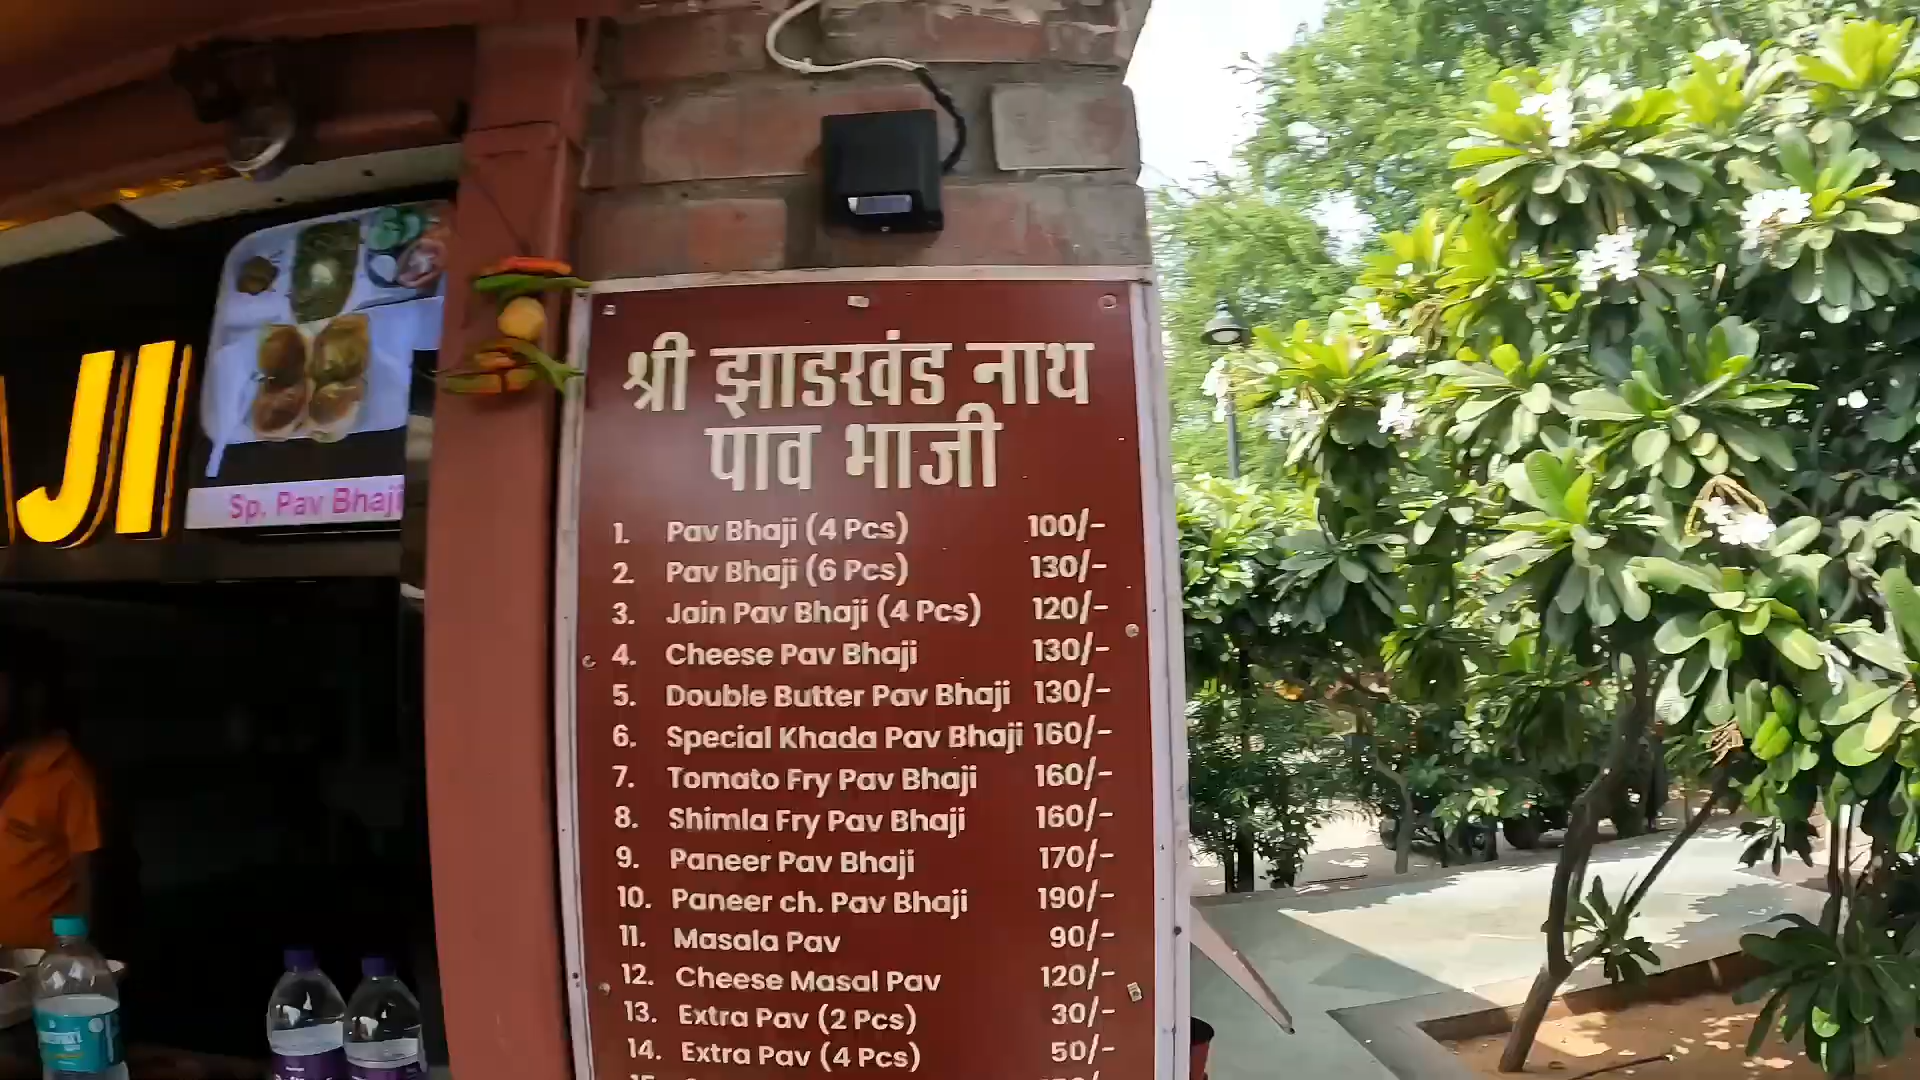 JI
Sp. Pav Bhaji
श्री झाडखंड नाथ
पाव भाजी
1. Pav Bhaji (4 Pcs) 100/-
2. Pav Bhaji (6 Pcs) 130/-
3. Jain Pav Bhaji (4 Pcs) 120/-
4. Cheese Pav Bhaji 130/-
5. Double Butter Pav Bhaji 130/-
6. Special Khada Pav Bhaji 160/-
7. Tomato Fry Pav Bhaji 160/-
8. Shimla Fry Pav Bhaji 160/-
9. Paneer Pav Bhaji 170/-
10. Paneer ch. Pav Bhaji 190/-
11. Masala Pav 90/-
12. Cheese Masal Pav 120/-
13. Extra Pav (2 Pcs) 30/-
14. Extra Pav (4 Pcs) 50/-